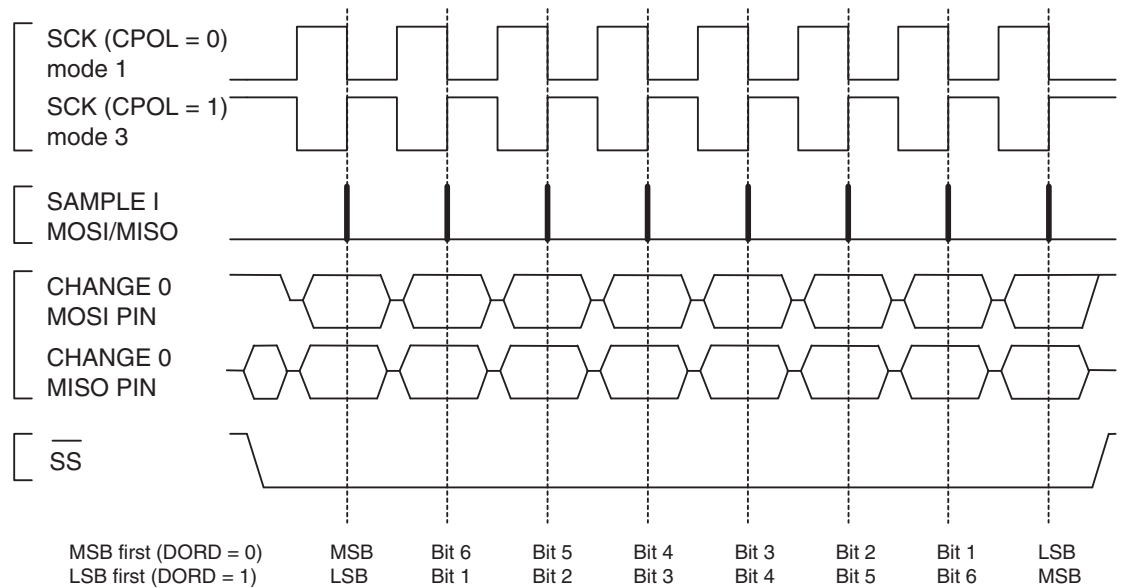 SCK (CPOL = 0)
mode 1
SCK (CPOL = 1)
mode 3
SAMPLE I
MOSI/MISO
CHANGE 0
MOSI PIN
CHANGE 0
MISO PIN
SS
MSB first (DORD = 0) MSB Bit 6 Bit 5 Bit 4 Bit 3 Bit 2 Bit 1 LSB
LSB first (DORD = 1) LSB Bit 1 Bit 2 Bit 3 Bit 4 Bit 5 Bit 6 MSB